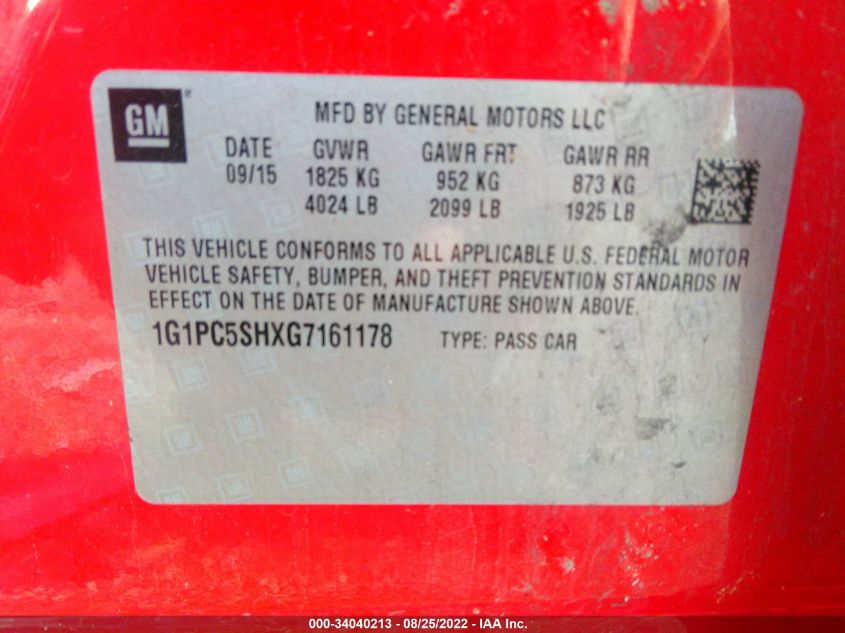 GM
MFD BY GENERAL MOTORS LLC
DATE GVWR GAWR FRT GAWR RR
09/15 1825 KG 952 KG 873 KG
4024 LB 2099 LB 1925 LB
THIS VEHICLE CONFORMS TO ALL APPLICABLE U.S. FEDERAL MOTOR
VEHICLE SAFETY, BUMPER, AND THEFT PREVENTION STANDARDS IN
EFFECT ON THE DATE OF MANUFACTURE SHOWN ABOVE.
1G1PC5SHXG7161178 TYPE: PASS CAR
000-34040213 - 08/25/2022 - IAA Inc.